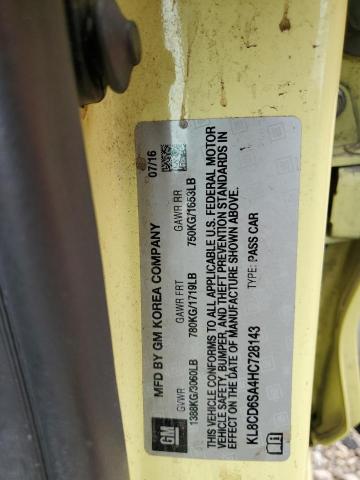 MFD BY GM KOREA COMPANY 07/16
GVWR GAWR FRT GAWR RR
1388KG/3060LB 780KG/1719LB 750KG/1653LB
THIS VEHICLE CONFORMS TO ALL APPLICABLE U.S. FEDERAL MOTOR
VEHICLE SAFETY, BUMPER, AND THEFT PREVENTION STANDARDS IN
EFFECT ON THE DATE OF MANUFACTURE SHOWN ABOVE.
KL8CD6SA4HC728143 TYPE: PASS CAR
GM